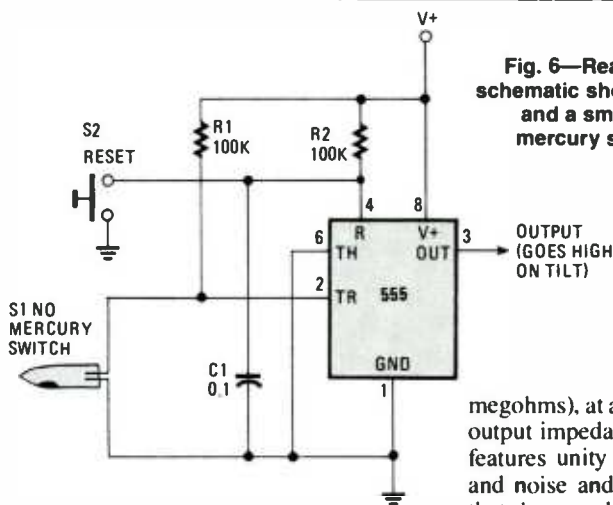 V+
Fig. 6—Rea
schematic sho
and a sm
mercury s
S2
RESET
R1
100K
R2
100K
4
8
R
V+
6
TH
OUT
3
OUTPUT
(GOES HIGH
ON TILT)
2
TR
555
S1 NO
MERCURY
SWITCH
C1
0.1
GND
1
megohms), at a
output impeda
features unity
and noise and